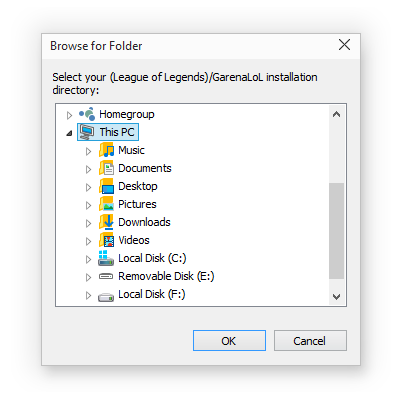 Browse for Folder
Select your (League of Legends)/GarenaLoL installation
directory:
Homegroup
This PC
Music
Documents
Desktop
Pictures
Downloads
Videos
Local Disk (C:)
Removable Disk (E:)
Local Disk (F:)
OK
Cancel